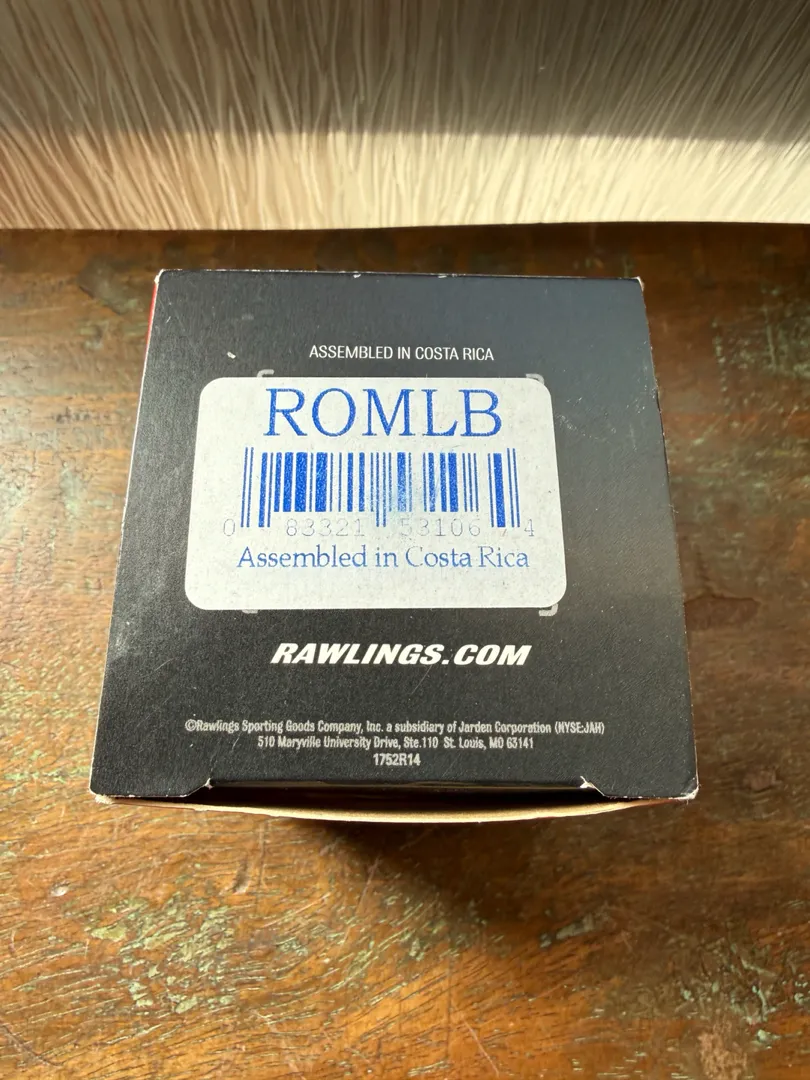 ASSEMBLED IN COSTA RICA
ROMLB
0 83321 53106 4
Assembled in Costa Rica
RAWLINGS.COM
©Rawlings Sporting Goods Company, Inc. a subsidiary of Jarden Corporation (NYSE:JAH)
510 Maryville University Drive, Ste.110 St. Louis, MO 63141
1752R14